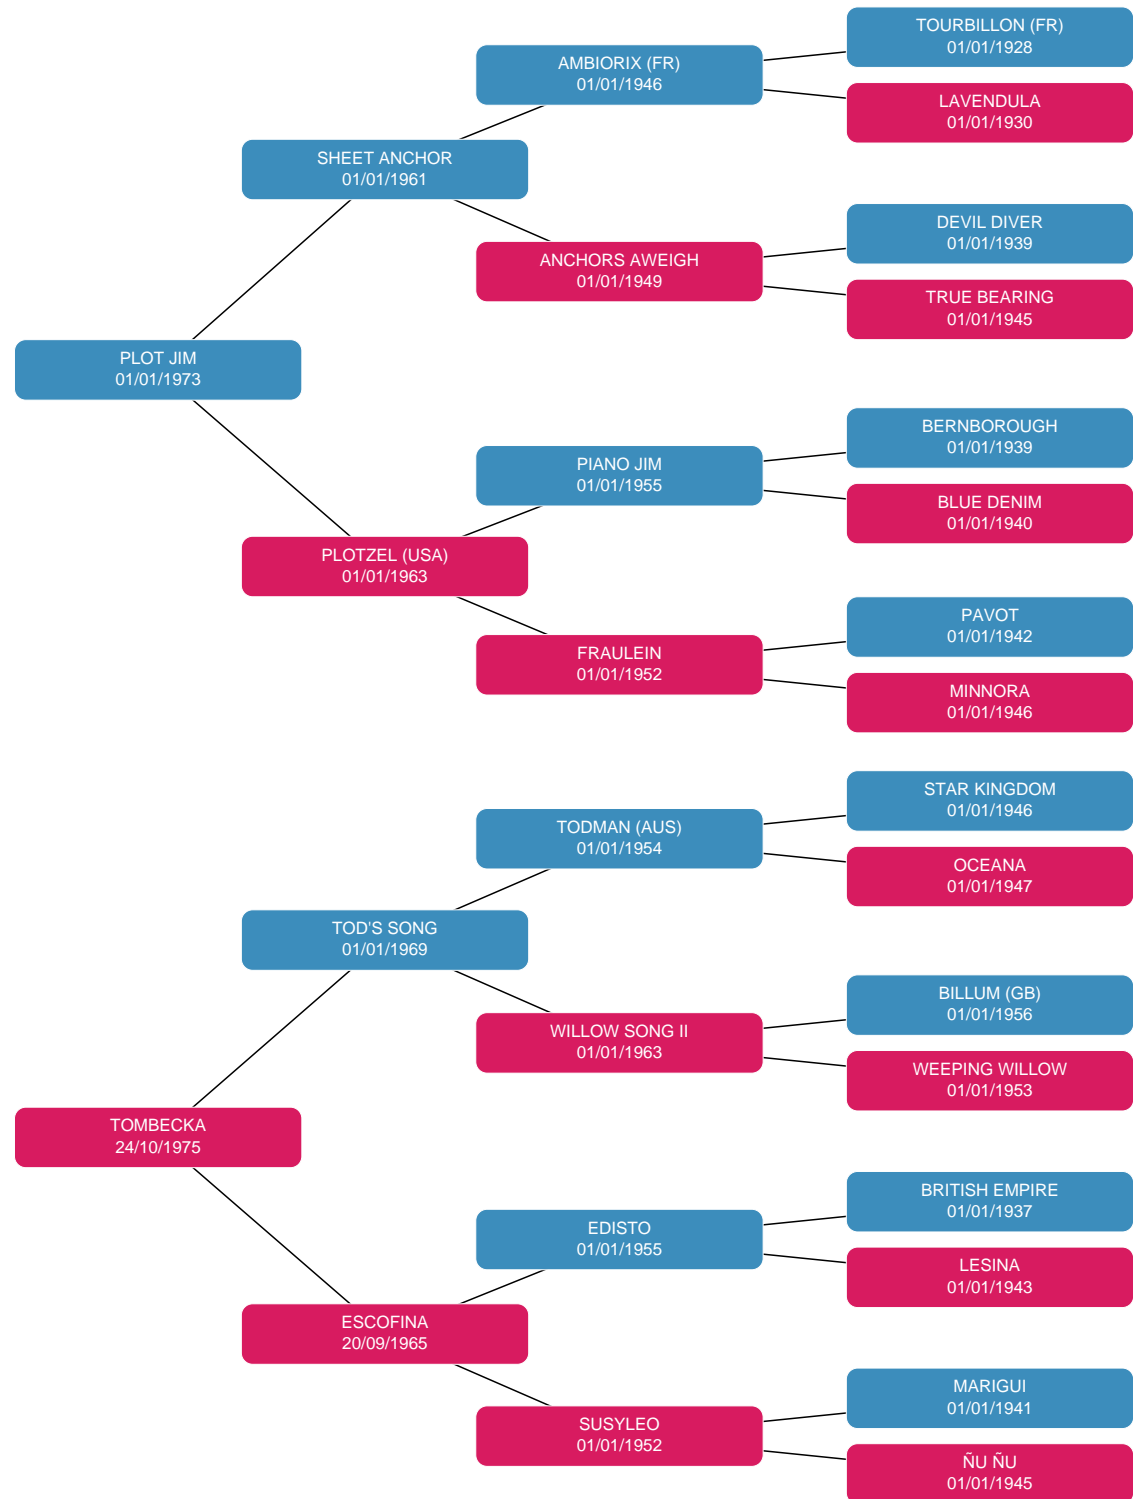 TOURBILLON (FR)
01/01/1928
AMBIORIX (FR)
01/01/1946
LAVENDULA
01/01/1930
SHEET ANCHOR
01/01/1961
DEVIL DIVER
01/01/1939
ANCHORS AWEIGH
01/01/1949
TRUE BEARING
01/01/1945
PLOT JIM
01/01/1973
BERNBOROUGH
01/01/1939
PIANO JIM
01/01/1955
BLUE DENIM
01/01/1940
PLOTZEL (USA)
01/01/1963
PAVOT
01/01/1942
FRAULEIN
01/01/1952
MINNORA
01/01/1946
STAR KINGDOM
01/01/1946
TODMAN (AUS)
01/01/1954
OCEANA
01/01/1947
TOD'S SONG
01/01/1969
BILLUM (GB)
01/01/1956
WILLOW SONG II
01/01/1963
WEEPING WILLOW
01/01/1953
TOMBECKA
24/10/1975
BRITISH EMPIRE
01/01/1937
EDISTO
01/01/1955
LESINA
01/01/1943
ESCOFINA
20/09/1965
MARIGUI
01/01/1941
SUSYLEO
01/01/1952
ÑU ÑU
01/01/1945